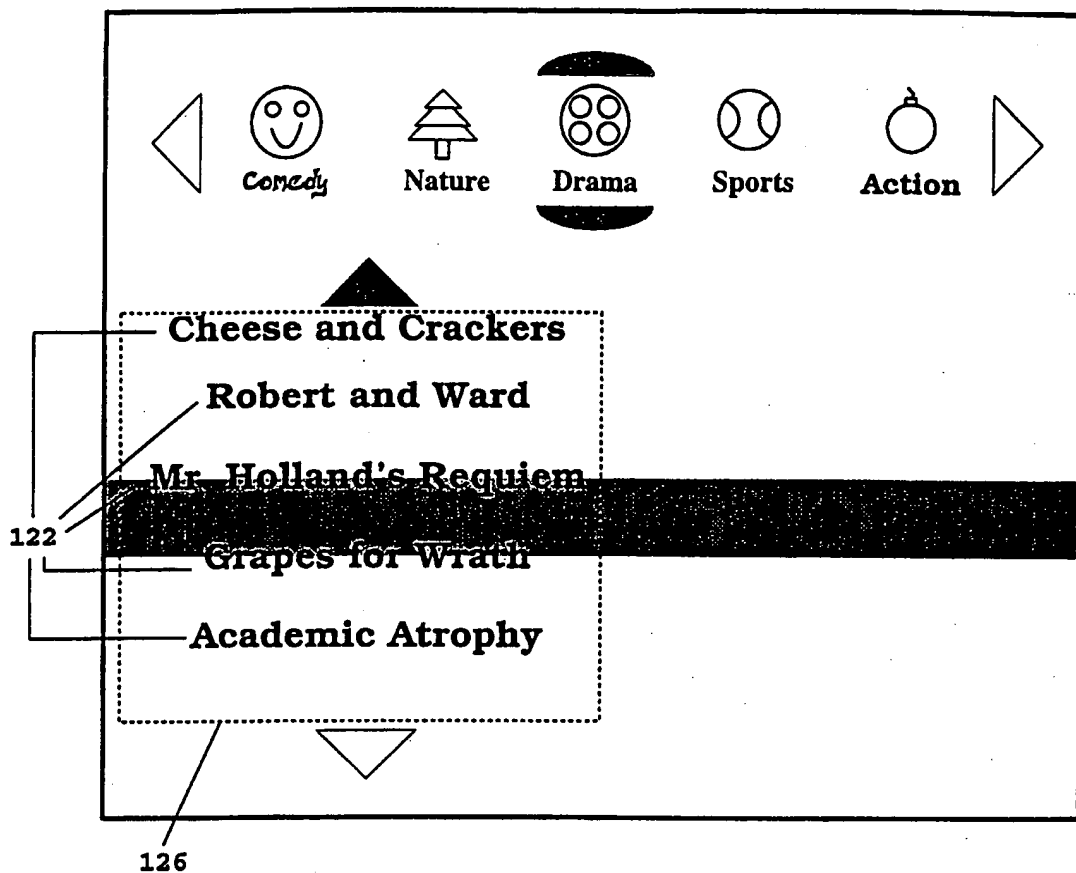 Comedy Nature Drama Sports Action
Cheese and Crackers
Robert and Ward
Mr. Holland's Requiem
122
Grapes for Wrath
Academic Atrophy
126